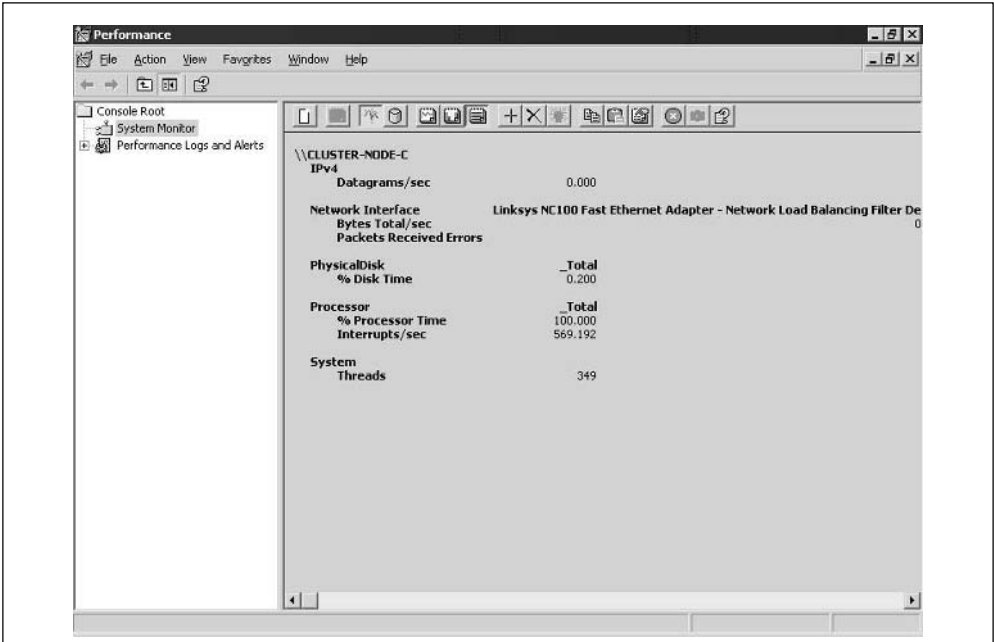 Performance
File Action View Favorites Window Help
Console Root
System Monitor
Performance Logs and Alerts
\\CLUSTER-NODE-C
IPv4
Datagrams/sec 0.000
Network Interface Linksys NC100 Fast Ethernet Adapter - Network Load Balancing Filter De
Bytes Total/sec 0
Packets Received Errors
PhysicalDisk _Total
% Disk Time 0.200
Processor _Total
% Processor Time 100.000
Interrupts/sec 569.192
System
Threads 349